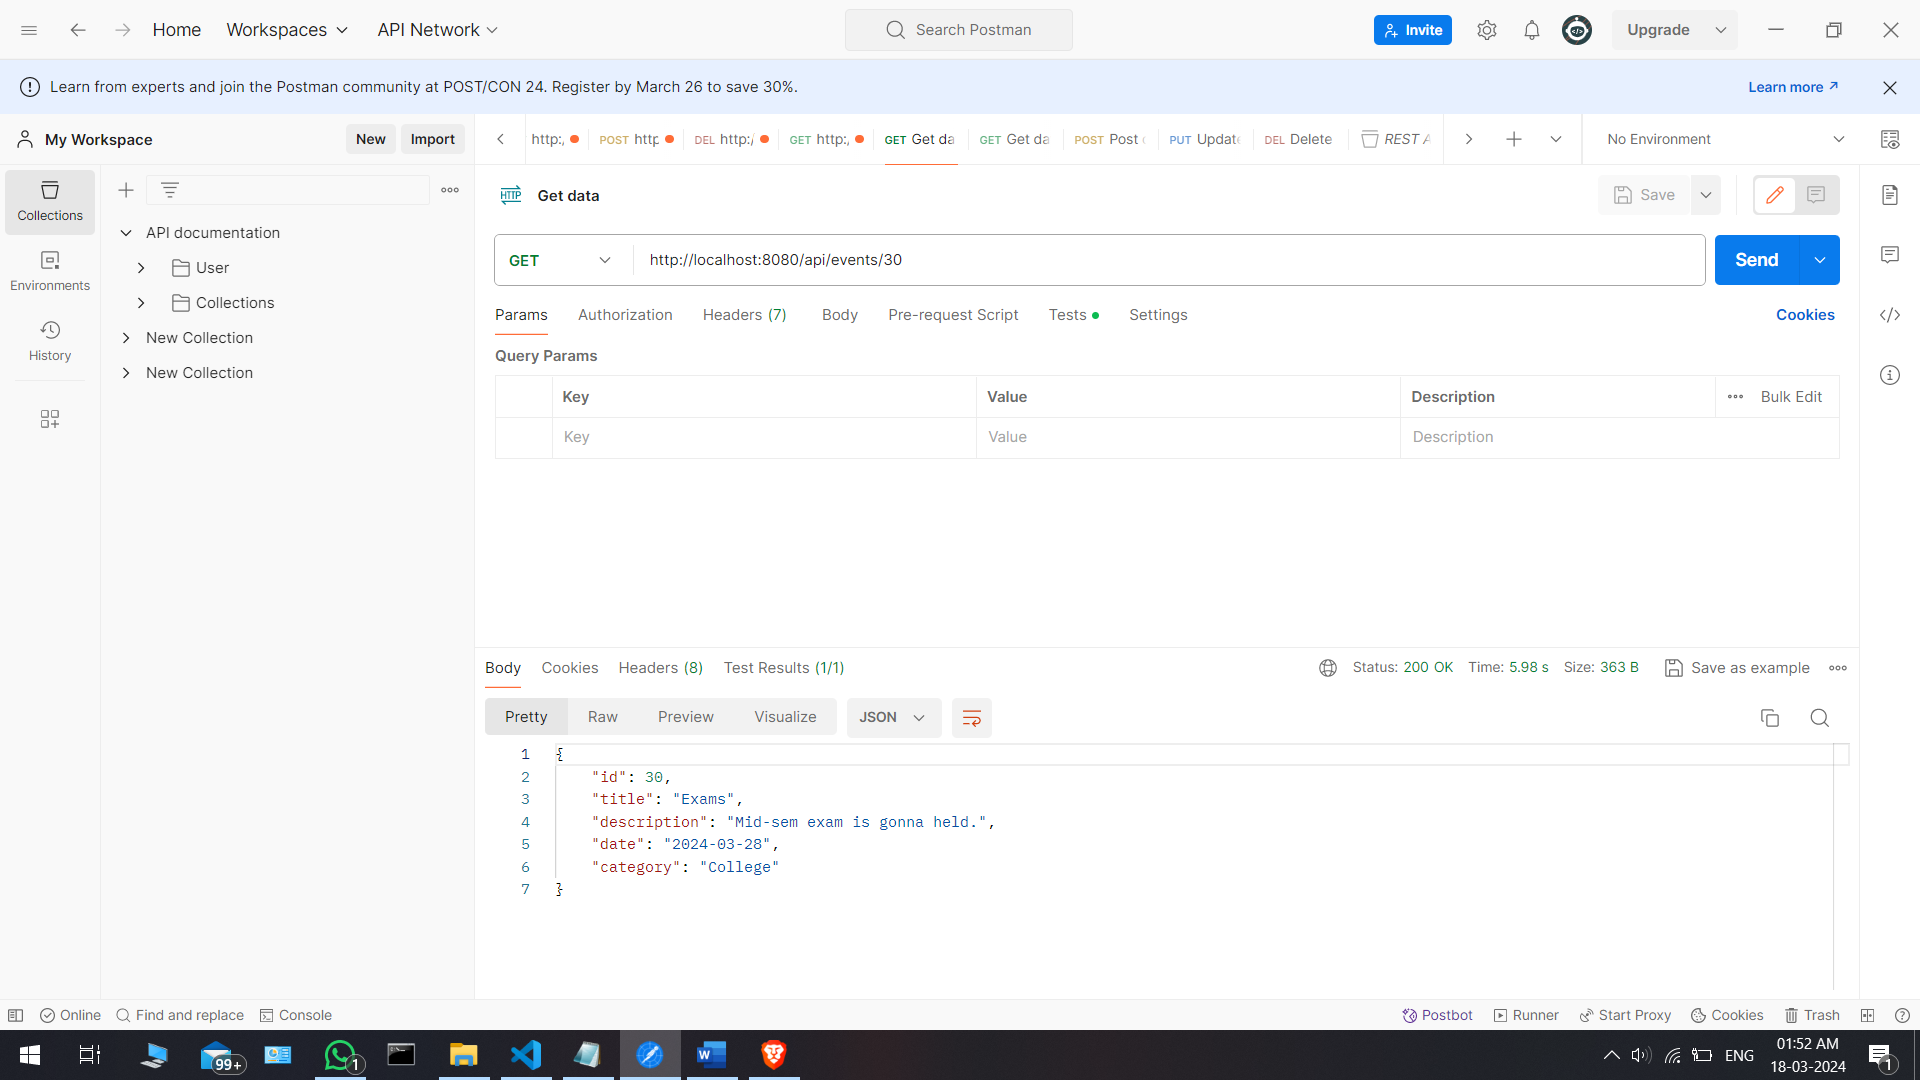 Home Workspaces API Network Search Postman Invite Upgrade
Learn from experts and join the Postman community at POST/CON 24. Register by March 26 to save 30%. Learn more
My Workspace New Import http:, POST http DEL http:/ GET http:, GET Get da GET Get da POST Post PUT Update DEL Delete REST A No Environment
Collections
Environments
History
API documentation
User
Collections
New Collection
New Collection
HTTP Get data Save
GET http://localhost:8080/api/events/30 Send
Params Authorization Headers (7) Body Pre-request Script Tests Settings Cookies
Query Params
Key Value Description Bulk Edit
Key Value Description
Body Cookies Headers (8) Test Results (1/1) Status: 200 OK Time: 5.98 s Size: 363 B Save as example
Pretty Raw Preview Visualize JSON
1 {
2 "id": 30,
3 "title": "Exams",
4 "description": "Mid-sem exam is gonna held.",
5 "date": "2024-03-28",
6 "category": "College"
7 }
Online Find and replace Console Postbot Runner Start Proxy Cookies Trash
99+ 1 ENG 01:52 AM
18-03-2024 1